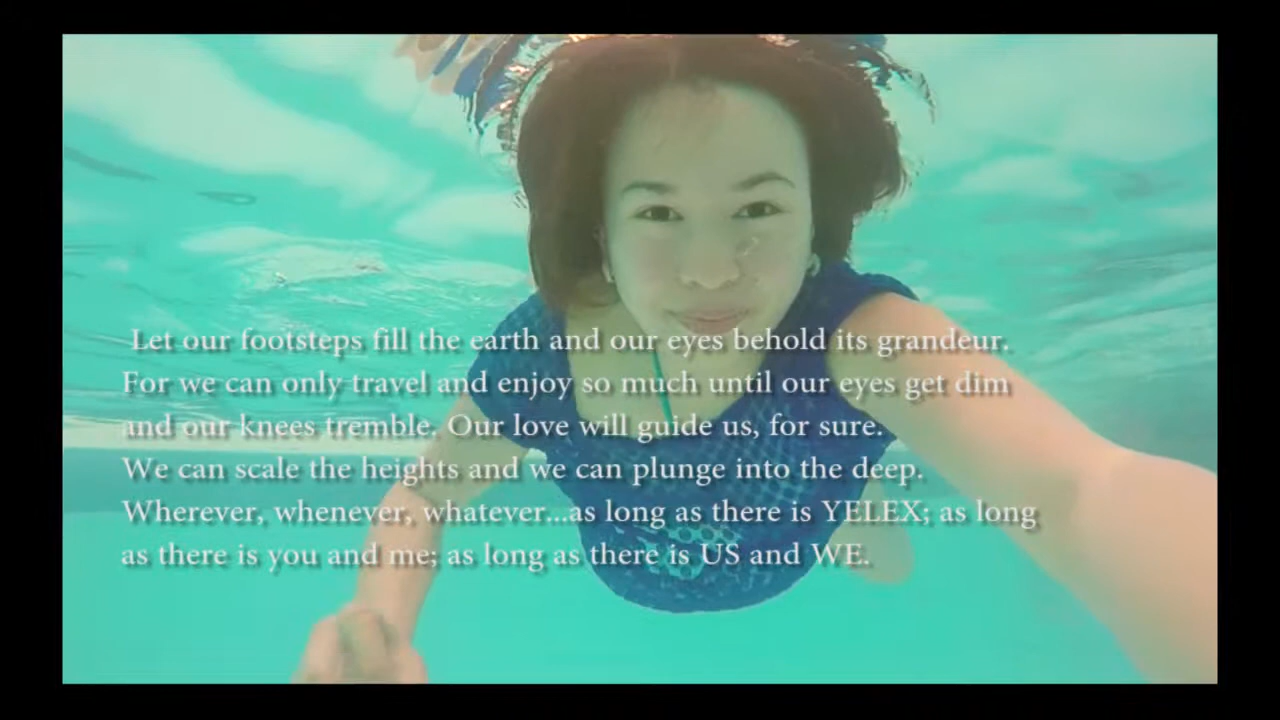 Let our footsteps fill the earth and our eyes behold its grandeur.
For we can only travel and enjoy so much until our eyes get dim
and our knees tremble. Our love will guide us, for sure.
We can scale the heights and we can plunge into the deep.
Wherever, whenever, whatever...as long as there is YELEX; as long
as there is you and me; as long as there is US and WE.